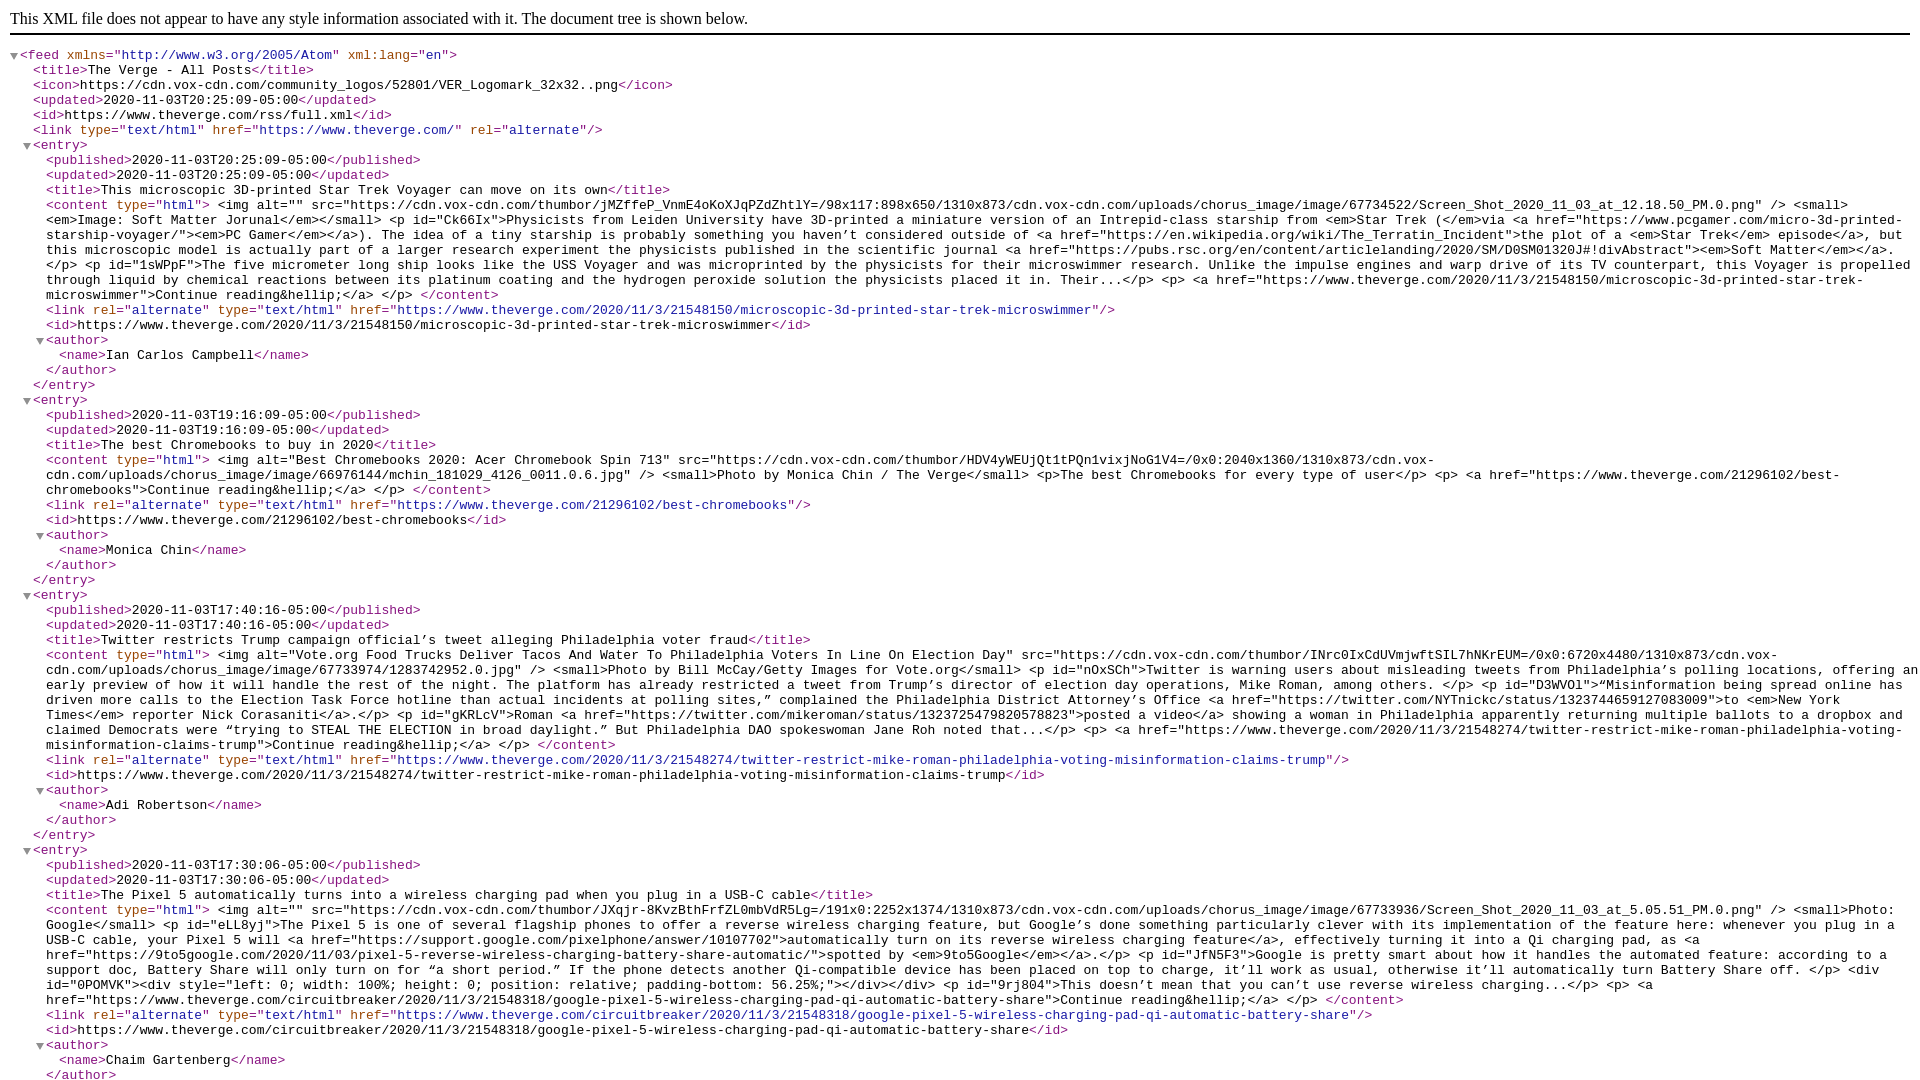 This XML file does not appear to have any style information associated with it. The document tree is shown below.
<feed xmlns="http://www.w3.org/2005/Atom" xml:lang="en">
<title>The Verge - All Posts</title>
<icon>https://cdn.vox-cdn.com/community_logos/52801/VER_Logomark_32x32..png</icon>
<updated>2020-11-03T20:25:09-05:00</updated>
<id>https://www.theverge.com/rss/full.xml</id>
<link type="text/html" href="https://www.theverge.com/" rel="alternate"/>
<entry>
<published>2020-11-03T20:25:09-05:00</published>
<updated>2020-11-03T20:25:09-05:00</updated>
<title>This microscopic 3D-printed Star Trek Voyager can move on its own</title>
<content type="html"> <img alt="" src="https://cdn.vox-cdn.com/thumbor/jMZffeP_VnmE4oKoXJqPZdZhtlY=/98x117:898x650/1310x873/cdn.vox-cdn.com/uploads/chorus_image/image/67734522/Screen_Shot_2020_11_03_at_12.18.50_PM.0.png" /> <small>
<em>Image: Soft Matter Jorunal</em></small> <p id="Ck66Ix">Physicists from Leiden University have 3D-printed a miniature version of an Intrepid-class starship from <em>Star Trek (</em>via <a href="https://www.pcgamer.com/micro-3d-printed-
starship-voyager/"><em>PC Gamer</em></a>). The idea of a tiny starship is probably something you haven’t considered outside of <a href="https://en.wikipedia.org/wiki/The_Terratin_Incident">the plot of a <em>Star Trek</em> episode</a>, but
this microscopic model is actually part of a larger research experiment the physicists published in the scientific journal <a href="https://pubs.rsc.org/en/content/articlelanding/2020/SM/D0SM01320J#!divAbstract"><em>Soft Matter</em></a>.
</p> <p id="1sWPpF">The five micrometer long ship looks like the USS Voyager and was microprinted by the physicists for their microswimmer research. Unlike the impulse engines and warp drive of its TV counterpart, this Voyager is propelled
through liquid by chemical reactions between its platinum coating and the hydrogen peroxide solution the physicists placed it in. Their...</p> <p> <a href="https://www.theverge.com/2020/11/3/21548150/microscopic-3d-printed-star-trek-
microswimmer">Continue reading&hellip;</a> </p> </content>
<link rel="alternate" type="text/html" href="https://www.theverge.com/2020/11/3/21548150/microscopic-3d-printed-star-trek-microswimmer"/>
<id>https://www.theverge.com/2020/11/3/21548150/microscopic-3d-printed-star-trek-microswimmer</id>
<author>
<name>Ian Carlos Campbell</name>
</author>
</entry>
<entry>
<published>2020-11-03T19:16:09-05:00</published>
<updated>2020-11-03T19:16:09-05:00</updated>
<title>The best Chromebooks to buy in 2020</title>
<content type="html"> <img alt="Best Chromebooks 2020: Acer Chromebook Spin 713" src="https://cdn.vox-cdn.com/thumbor/HDV4yWEUjQt1tPQn1vixjNoG1V4=/0x0:2040x1360/1310x873/cdn.vox-
cdn.com/uploads/chorus_image/image/66976144/mchin_181029_4126_0011.0.6.jpg" /> <small>Photo by Monica Chin / The Verge</small> <p>The best Chromebooks for every type of user</p> <p> <a href="https://www.theverge.com/21296102/best-
chromebooks">Continue reading&hellip;</a> </p> </content>
<link rel="alternate" type="text/html" href="https://www.theverge.com/21296102/best-chromebooks"/>
<id>https://www.theverge.com/21296102/best-chromebooks</id>
<author>
<name>Monica Chin</name>
</author>
</entry>
<entry>
<published>2020-11-03T17:40:16-05:00</published>
<updated>2020-11-03T17:40:16-05:00</updated>
<title>Twitter restricts Trump campaign official’s tweet alleging Philadelphia voter fraud</title>
<content type="html"> <img alt="Vote.org Food Trucks Deliver Tacos And Water To Philadelphia Voters In Line On Election Day" src="https://cdn.vox-cdn.com/thumbor/INrc0IxCdUVmjwftSIL7hNKrEUM=/0x0:6720x4480/1310x873/cdn.vox-
cdn.com/uploads/chorus_image/image/67733974/1283742952.0.jpg" /> <small>Photo by Bill McCay/Getty Images for Vote.org</small> <p id="nOxSCh">Twitter is warning users about misleading tweets from Philadelphia’s polling locations, offering an
early preview of how it will handle the rest of the night. The platform has already restricted a tweet from Trump’s director of election day operations, Mike Roman, among others. </p> <p id="D3WVOl">“Misinformation being spread online has
driven more calls to the Election Task Force hotline than actual incidents at polling sites,” complained the Philadelphia District Attorney’s Office <a href="https://twitter.com/NYTnickc/status/1323744659127083009">to <em>New York
Times</em> reporter Nick Corasaniti</a>.</p> <p id="gKRLcV">Roman <a href="https://twitter.com/mikeroman/status/1323725479820578823">posted a video</a> showing a woman in Philadelphia apparently returning multiple ballots to a dropbox and
claimed Democrats were “trying to STEAL THE ELECTION in broad daylight.” But Philadelphia DAO spokeswoman Jane Roh noted that...</p> <p> <a href="https://www.theverge.com/2020/11/3/21548274/twitter-restrict-mike-roman-philadelphia-voting-
misinformation-claims-trump">Continue reading&hellip;</a> </p> </content>
<link rel="alternate" type="text/html" href="https://www.theverge.com/2020/11/3/21548274/twitter-restrict-mike-roman-philadelphia-voting-misinformation-claims-trump"/>
<id>https://www.theverge.com/2020/11/3/21548274/twitter-restrict-mike-roman-philadelphia-voting-misinformation-claims-trump</id>
<author>
<name>Adi Robertson</name>
</author>
</entry>
<entry>
<published>2020-11-03T17:30:06-05:00</published>
<updated>2020-11-03T17:30:06-05:00</updated>
<title>The Pixel 5 automatically turns into a wireless charging pad when you plug in a USB-C cable</title>
<content type="html"> <img alt="" src="https://cdn.vox-cdn.com/thumbor/JXqjr-8KvzBthFrfZL0mbVdR5Lg=/191x0:2252x1374/1310x873/cdn.vox-cdn.com/uploads/chorus_image/image/67733936/Screen_Shot_2020_11_03_at_5.05.51_PM.0.png" /> <small>Photo:
Google</small> <p id="eLL8yj">The Pixel 5 is one of several flagship phones to offer a reverse wireless charging feature, but Google’s done something particularly clever with its implementation of the feature here: whenever you plug in a
USB-C cable, your Pixel 5 will <a href="https://support.google.com/pixelphone/answer/10107702">automatically turn on its reverse wireless charging feature</a>, effectively turning it into a Qi charging pad, as <a
href="https://9to5google.com/2020/11/03/pixel-5-reverse-wireless-charging-battery-share-automatic/">spotted by <em>9to5Google</em></a>.</p> <p id="JfN5F3">Google is pretty smart about how it handles the automated feature: according to a
support doc, Battery Share will only turn on for “a short period.” If the phone detects another Qi-compatible device has been placed on top to charge, it’ll work as usual, otherwise it’ll automatically turn Battery Share off. </p> <div
id="0POMVK"><div style="left: 0; width: 100%; height: 0; position: relative; padding-bottom: 56.25%;"></div></div> <p id="9rj804">This doesn’t mean that you can’t use reverse wireless charging...</p> <p> <a
href="https://www.theverge.com/circuitbreaker/2020/11/3/21548318/google-pixel-5-wireless-charging-pad-qi-automatic-battery-share">Continue reading&hellip;</a> </p> </content>
<link rel="alternate" type="text/html" href="https://www.theverge.com/circuitbreaker/2020/11/3/21548318/google-pixel-5-wireless-charging-pad-qi-automatic-battery-share"/>
<id>https://www.theverge.com/circuitbreaker/2020/11/3/21548318/google-pixel-5-wireless-charging-pad-qi-automatic-battery-share</id>
<author>
<name>Chaim Gartenberg</name>
</author>